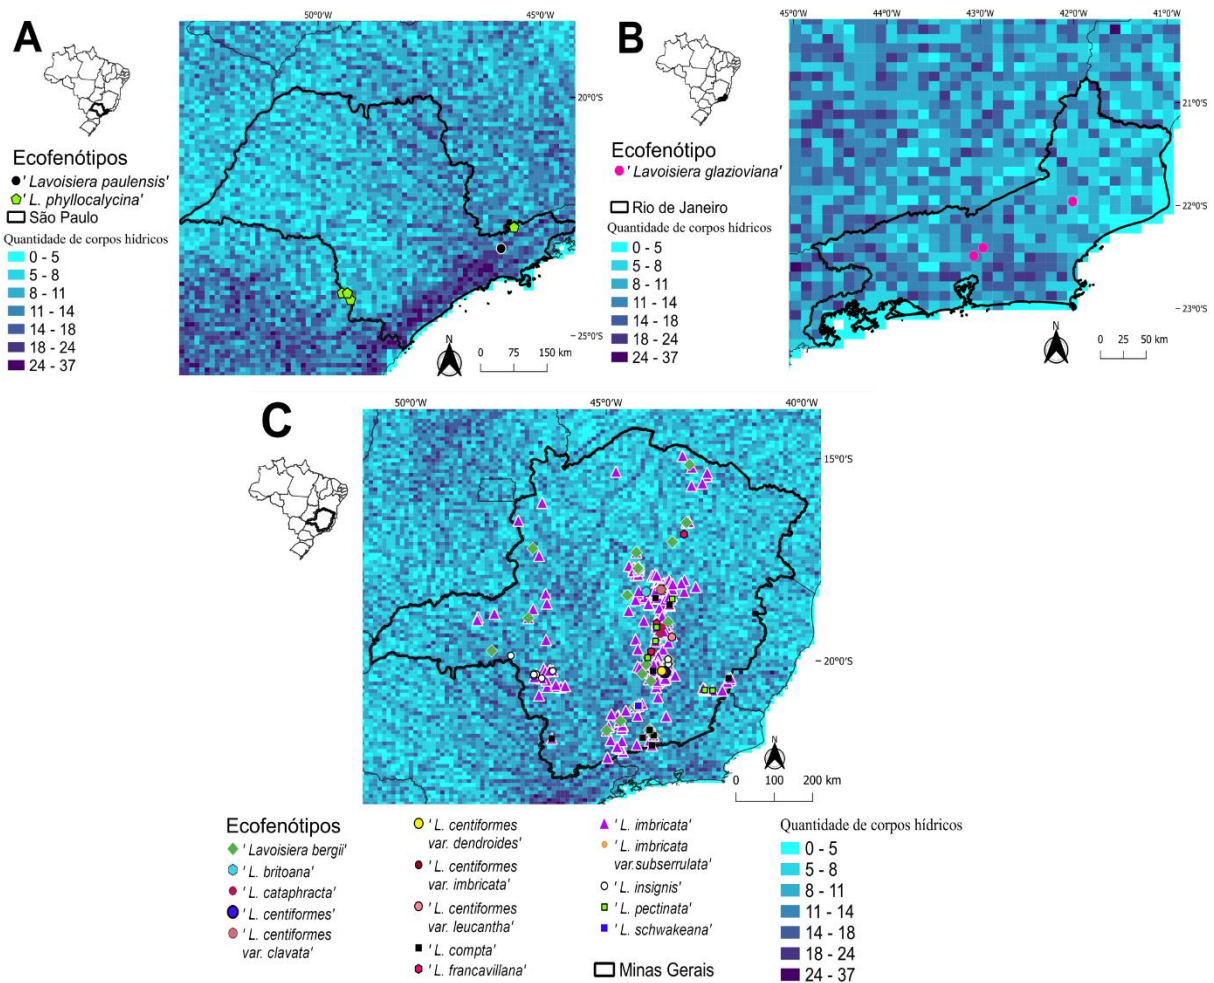 A
50°0'W
45°0'W
20°0'S
25°0'S
Ecofenótipos
' Lavoisiera paulensis'
' L. phyllocalycina'
São Paulo
Quantidade de corpos hídricos
0 - 5
5 - 8
8 - 11
11 - 14
14 - 18
18 - 24
24 - 37
N
0 75 150 km
B
45°0'W
44°0'W
43°0'W
42°0'W
41°0'W
21°0'S
22°0'S
23°0'S
Ecofenótipo
' Lavoisiera glazioviana'
Rio de Janeiro
Quantidade de corpos hídricos
0 - 5
5 - 8
8 - 11
11 - 14
14 - 18
18 - 24
24 - 37
N
0 25 50 km
C
50°0'W
45°0'W
40°0'W
15°0'S
20°0'S
N
0 100 200 km
Ecofenótipos
' Lavoisiera bergii'
' L. britoana'
' L. cataphracta'
' L. centiformes'
' L. centiformes
var. clavata'
' L. centiformes
var. dendroides'
' L. centiformes
var. imbricata'
' L. centiformes
var. leucantha'
' L. compta'
' L. francavillana'
' L. imbricata'
' L. imbricata
var.subserrulata'
' L. insignis'
' L. pectinata'
' L. schwakeana'
Minas Gerais
Quantidade de corpos hídricos
0 - 5
5 - 8
8 - 11
11 - 14
14 - 18
18 - 24
24 - 37